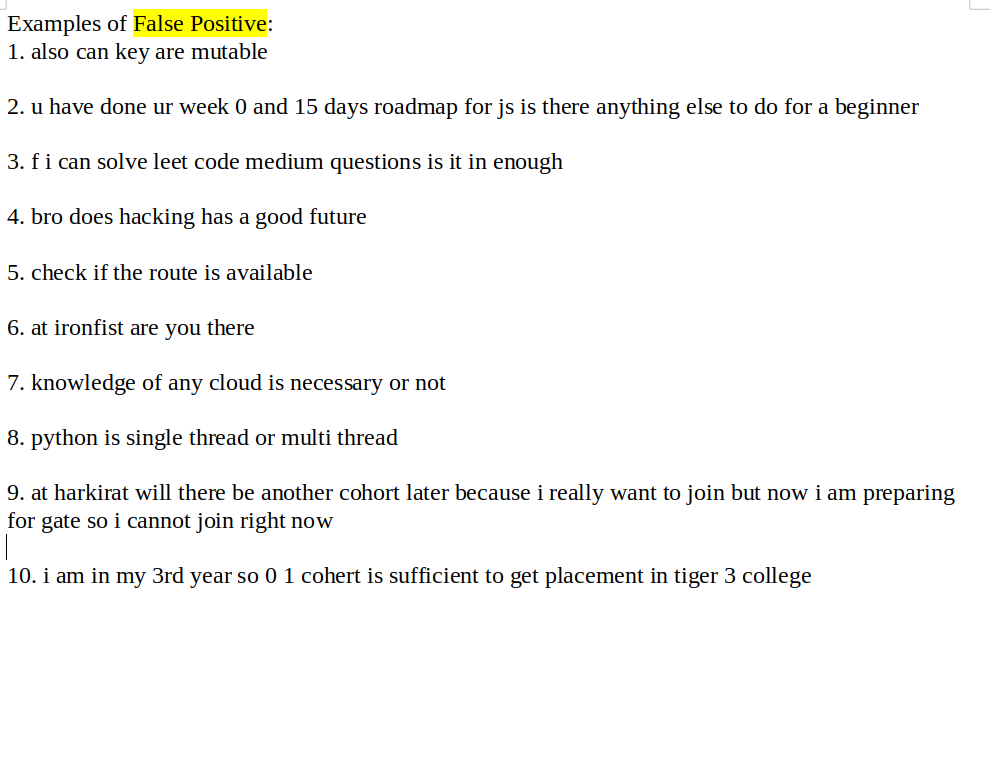 Examples of False Positive:
1. also can key are mutable
2. u have done ur week 0 and 15 days roadmap for js is there anything else to do for a beginner
3. f i can solve leet code medium questions is it in enough
4. bro does hacking has a good future
5. check if the route is available
6. at ironfist are you there
7. knowledge of any cloud is necessary or not
8. python is single thread or multi thread
9. at harkirat will there be another cohort later because i really want to join but now i am preparing
for gate so i cannot join right now
10. i am in my 3rd year so 0 1 cohert is sufficient to get placement in tiger 3 college